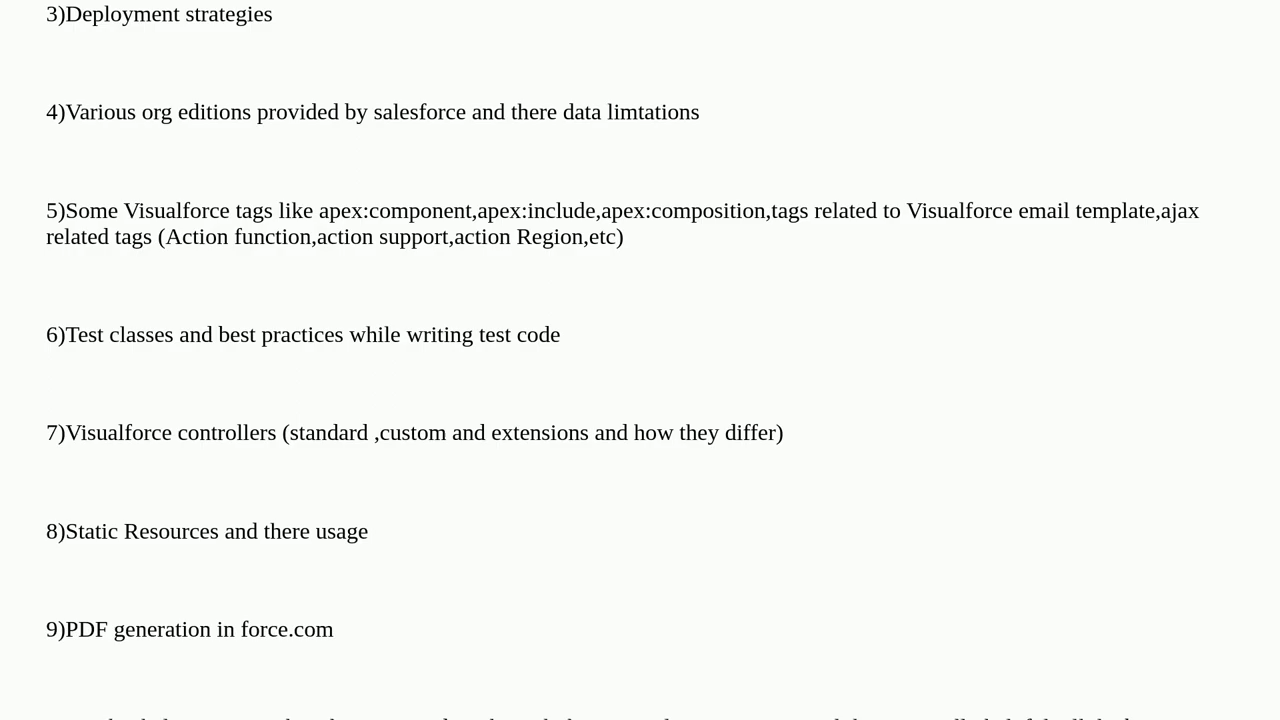 3)Deployment strategies
4)Various org editions provided by salesforce and there data limtations
5)Some Visualforce tags like apex:component,apex:include,apex:composition,tags related to Visualforce email template,ajax
related tags (Action function,action support,action Region,etc)
6)Test classes and best practices while writing test code
7)Visualforce controllers (standard ,custom and extensions and how they differ)
8)Static Resources and there usage
9)PDF generation in force.com